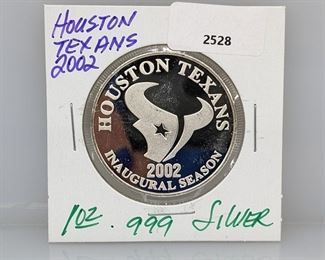 HOUSTON
TEXANS
2002
2528
HOUSTON TEXANS
2002
INAUGURAL SEASON
1oz .999 SILVER